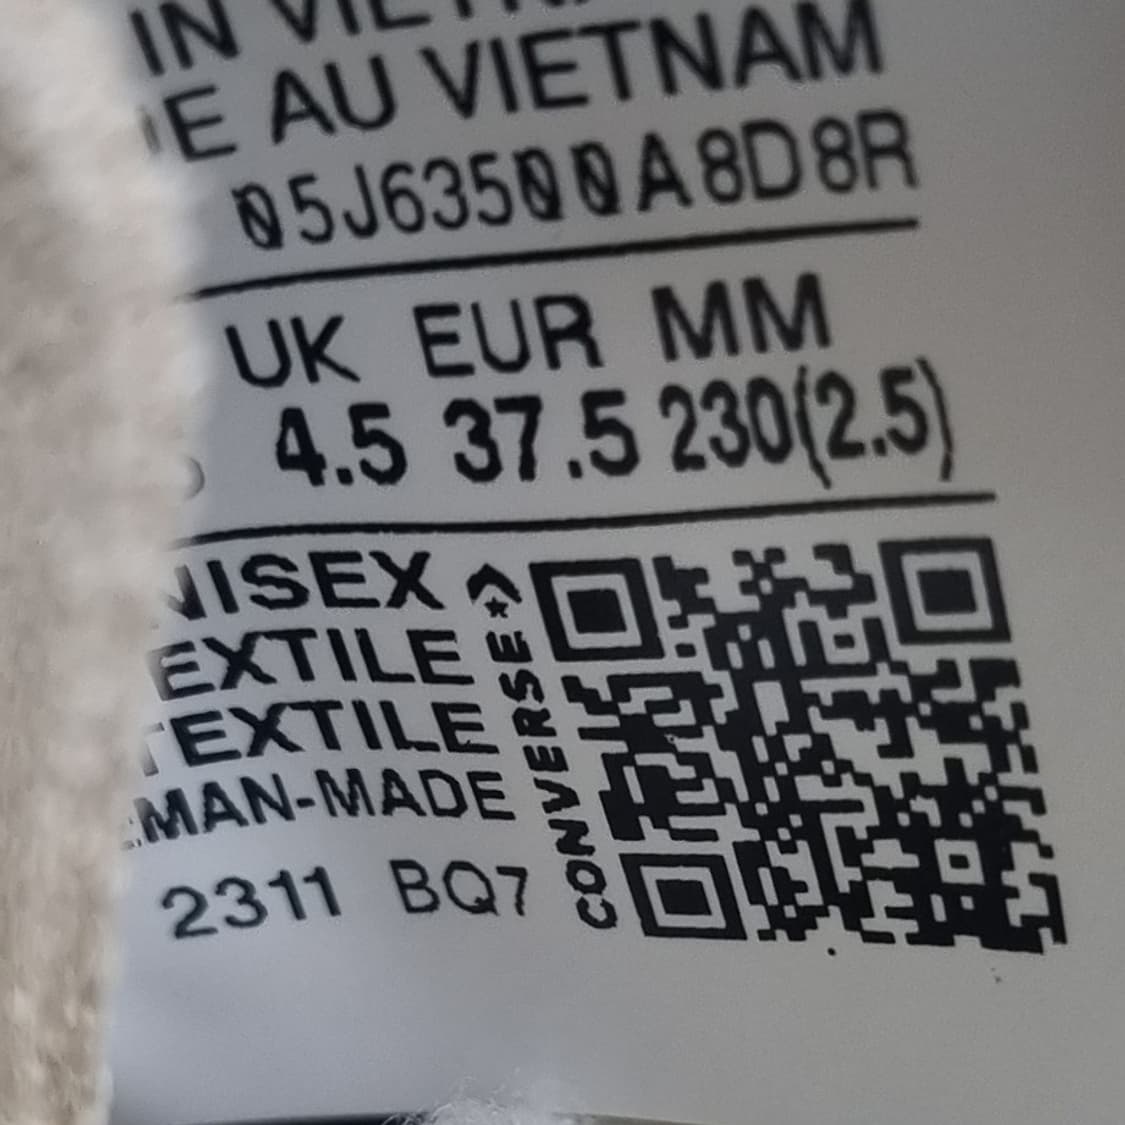 IN VIETNAM
E AU VIETNAM
05J63500A8D8R
UK EUR MM
4.5 37.5 230(2.5)
NISEX
EXTILE
TEXTILE
MAN-MADE
2311 BQ7
CONVERSE